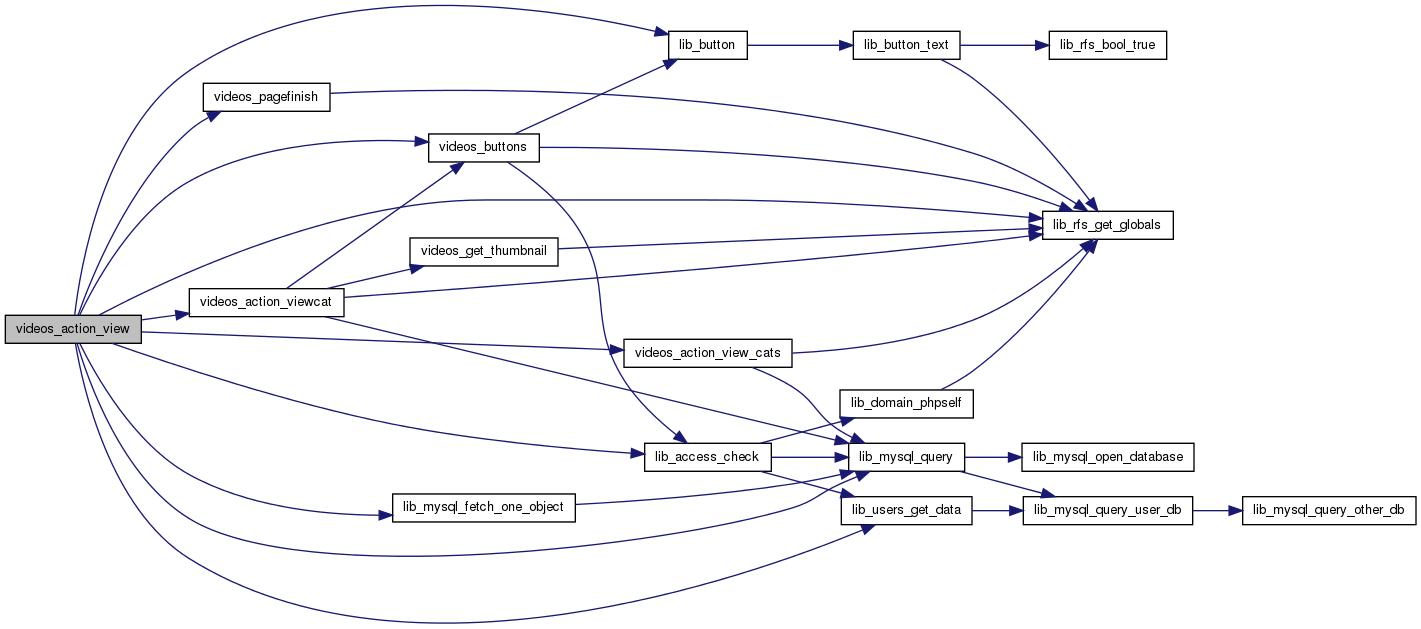 lib_button
lib_button_text
lib_rfs_bool_true
videos_pagefinish
videos_buttons
lib_rfs_get_globals
videos_get_thumbnail
videos_action_viewcat
videos_action_view
videos_action_view_cats
lib_domain_phpself
lib_access_check
lib_mysql_query
lib_mysql_open_database
lib_mysql_fetch_one_object
lib_users_get_data
lib_mysql_query_user_db
lib_mysql_query_other_db